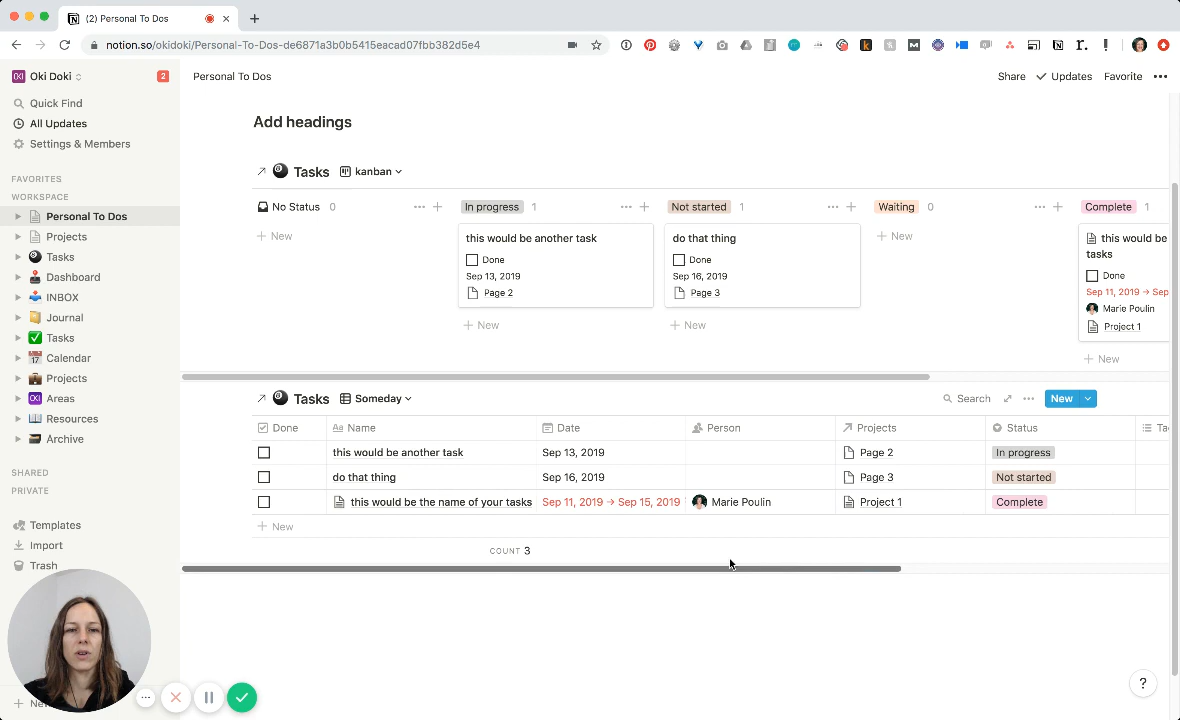 (2) Personal To Dos
notion.so/okidoki/Personal-To-Dos-de6871a3b0b5415eacad07fbb382d5e4
OKI Oki Doki 2
Personal To Dos
Share Updates Favorite
Quick Find
All Updates
Settings & Members
FAVORITES
WORKSPACE
Personal To Dos
Projects
Tasks
Dashboard
INBOX
Journal
Tasks
Calendar
Projects
OKI Areas
Resources
Archive
SHARED
PRIVATE
Templates
Import
Trash
Add headings
Tasks kanban
No Status 0
In progress 1
Not started 1
Waiting 0
Complete 1
New
this would be another task
Done
Sep 13, 2019
Page 2
New
do that thing
Done
Sep 16, 2019
Page 3
New
New
this would be
tasks
Done
Sep 11, 2019 → Sep
Marie Poulin
Project 1
New
Tasks Someday
Search New
Done Name Date Person Projects Status Ta
this would be another task Sep 13, 2019 Page 2 In progress
do that thing Sep 16, 2019 Page 3 Not started
this would be the name of your tasks Sep 11, 2019 → Sep 15, 2019 Marie Poulin Project 1 Complete
New
COUNT 3
?